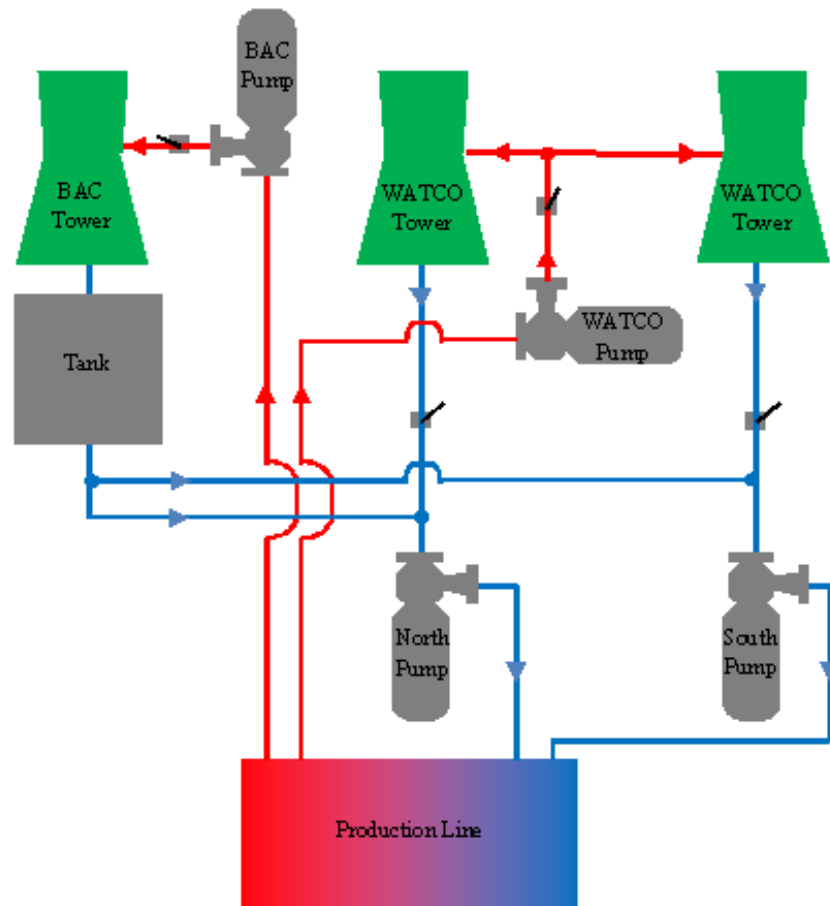 BAC
Pump
BAC
Tower
WATCO
Tower
WATCO
Tower
WATCO
Pump
Tank
North
Pump
South
Pump
Production Line